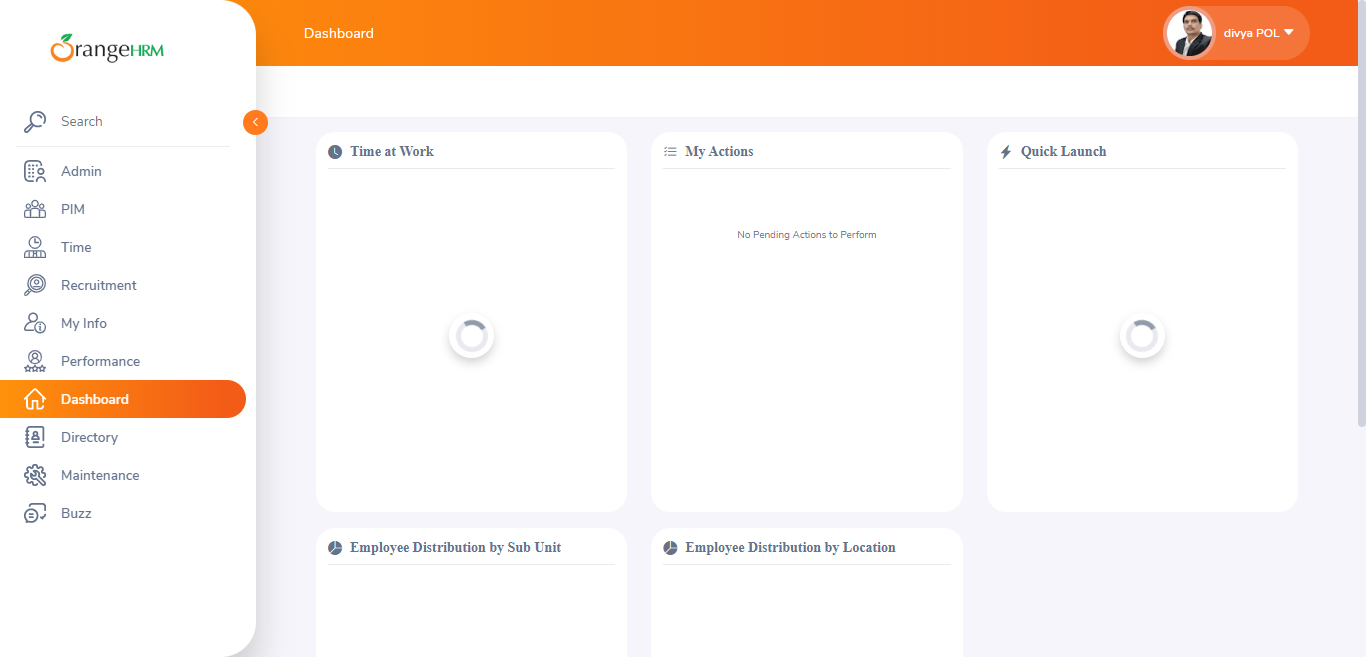 OrangeHRM
Dashboard
divya POL
Search
Admin
PIM
Time
Recruitment
My Info
Performance
Dashboard
Directory
Maintenance
Buzz
Time at Work
My Actions
No Pending Actions to Perform
Quick Launch
Employee Distribution by Sub Unit
Employee Distribution by Location